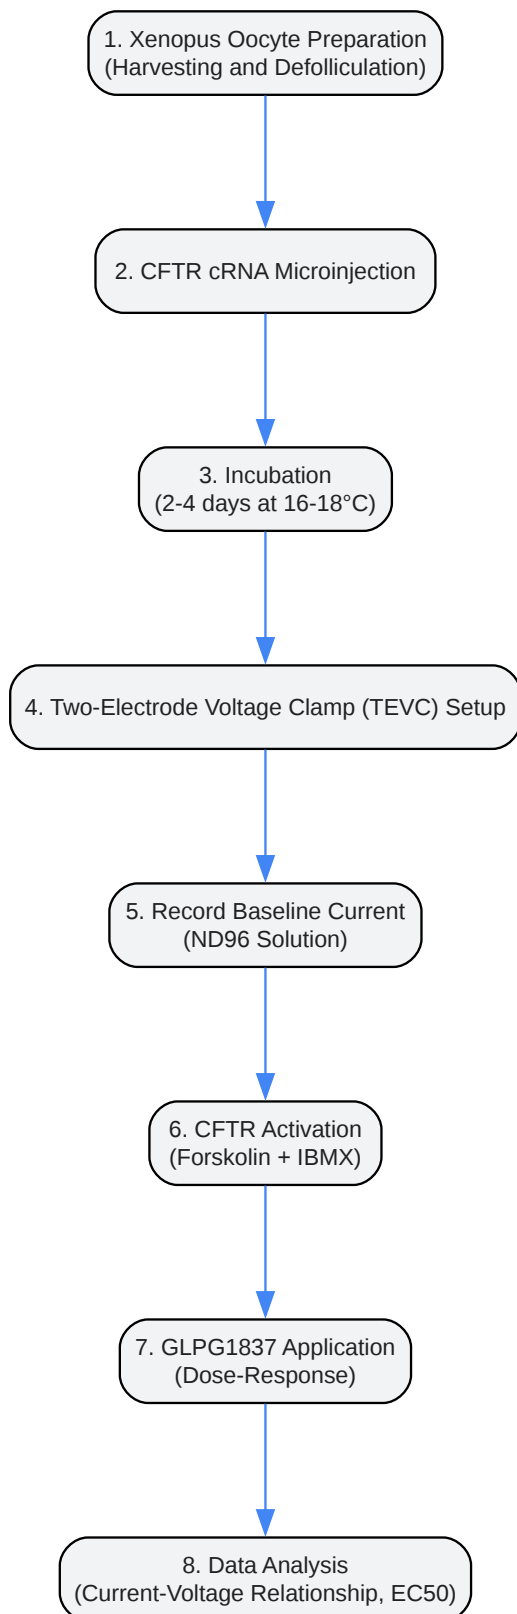 1. Xenopus Oocyte Preparation
(Harvesting and Defolliculation)
2. CFTR cRNA Microinjection
3. Incubation
(2-4 days at 16-18°C)
4. Two-Electrode Voltage Clamp (TEVC) Setup
5. Record Baseline Current
(ND96 Solution)
6. CFTR Activation
(Forskolin + IBMX)
7. GLPG1837 Application
(Dose-Response)
8. Data Analysis
(Current-Voltage Relationship, EC50)